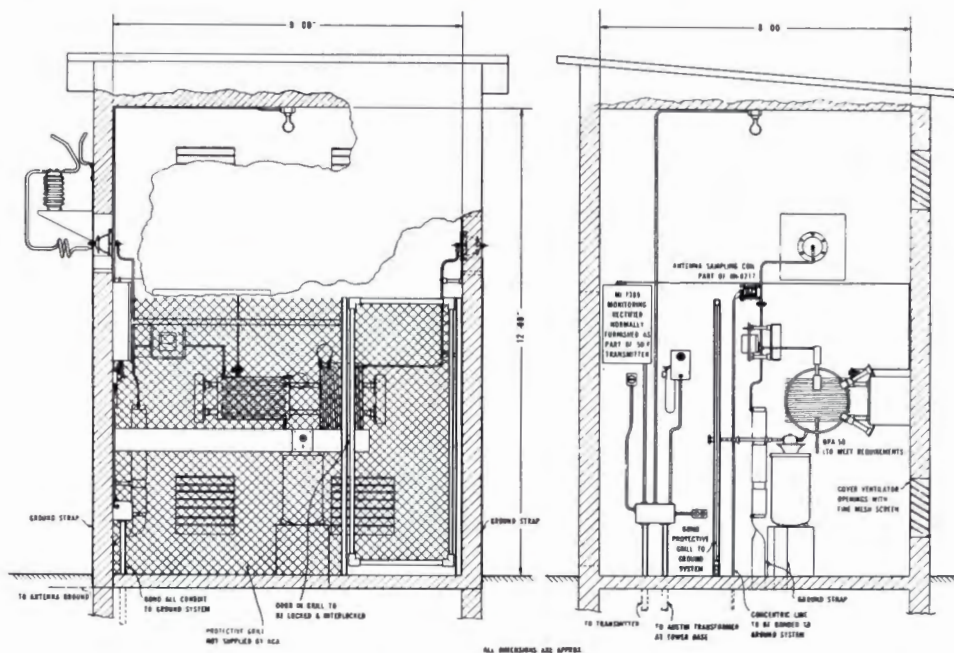 8 00
12'-00"
GROUND STRAP
TO ANTENNA GROUND
BOND ALL CONDUIT
TO GROUND SYSTEM
PROTECTIVE GRILL
NOT SUPPLIED BY RCA
DOOR IN GRILL TO
BE LOCKED & INTERLOCKED
GROUND STRAP
8 00
ANTENNA SAMPLING COIL
PART OF
MONITORING
RECTIFIER
NORMALLY
FURNISHED AS
PART OF 50 F
TRANSMITTER
BPA 50
(TO MEET REQUIREMENTS
COVER VENTILATOR
OPENINGS WITH
FINE MESH SCREEN
BOND
PROTECTIVE
GRILL TO
GROUND
SYSTEM
GROUND STRAP
TO TRANSMITTER
TO AUSTIN TRANSFORMER
AT TOWER BASE
CONCENTRIC LINE
TO BE BONDED TO
GROUND SYSTEM
ALL DIMENSIONS ARE APPROX